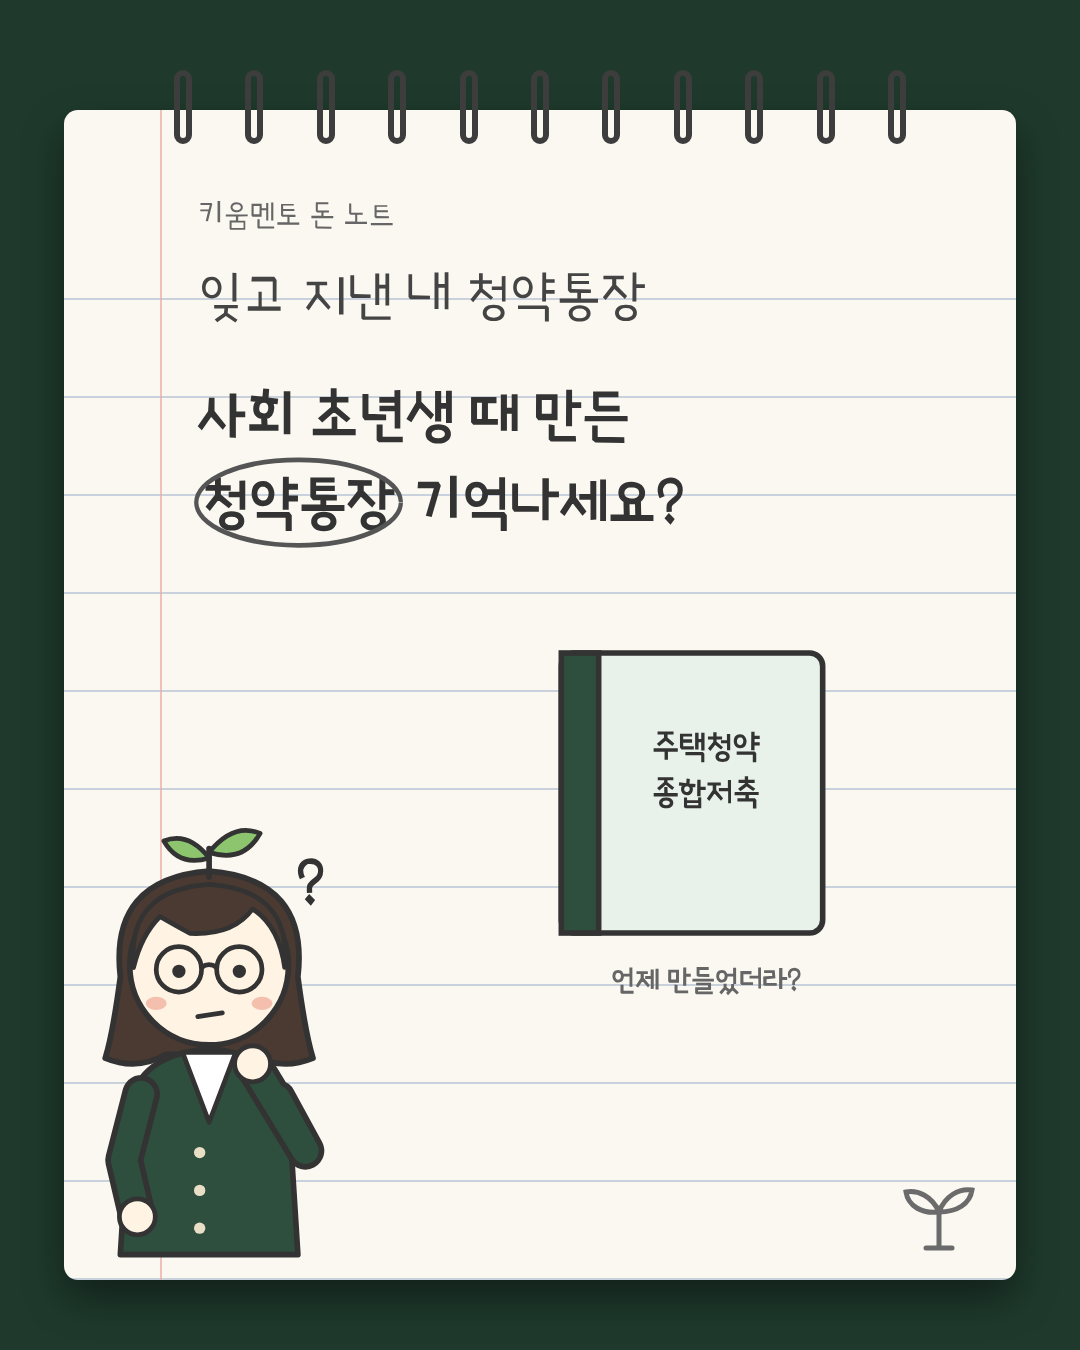 키움멘토 돈 노트
잊고 지낸 내 청약통장
사회 초년생 때 만든
청약통장 기억나세요?
주택청약
종합저축
?
언제 만들었더라?